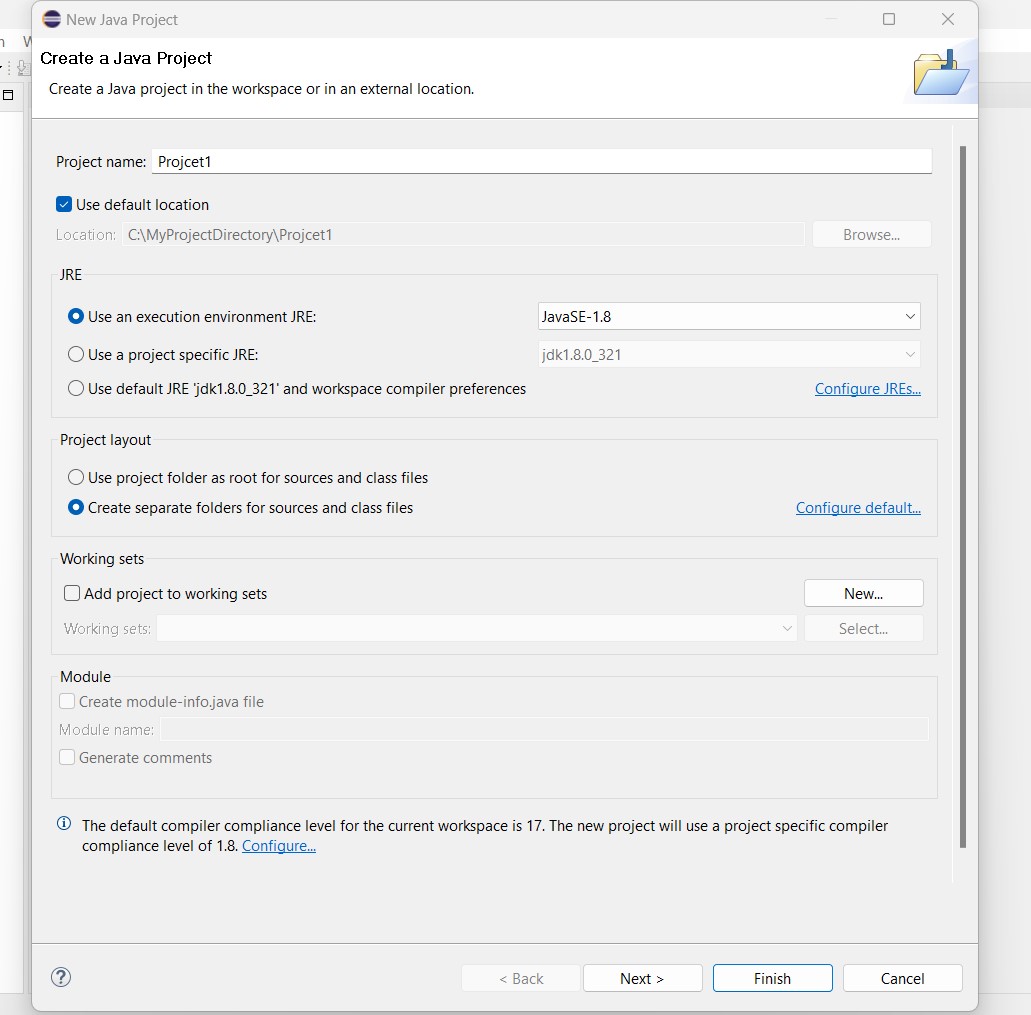 New Java Project
Create a Java Project
Create a Java project in the workspace or in an external location.
Project name: Projcet1
Use default location
Location: C:\MyProjectDirectory\Projcet1 Browse...
JRE
Use an execution environment JRE: JavaSE-1.8
Use a project specific JRE: jdk1.8.0_321
Use default JRE 'jdk1.8.0_321' and workspace compiler preferences Configure JREs...
Project layout
Use project folder as root for sources and class files
Create separate folders for sources and class files Configure default...
Working sets
Add project to working sets New...
Working sets: Select...
Module
Create module-info.java file
Module name:
Generate comments
The default compiler compliance level for the current workspace is 17. The new project will use a project specific compiler
compliance level of 1.8. Configure...
< Back Next > Finish Cancel